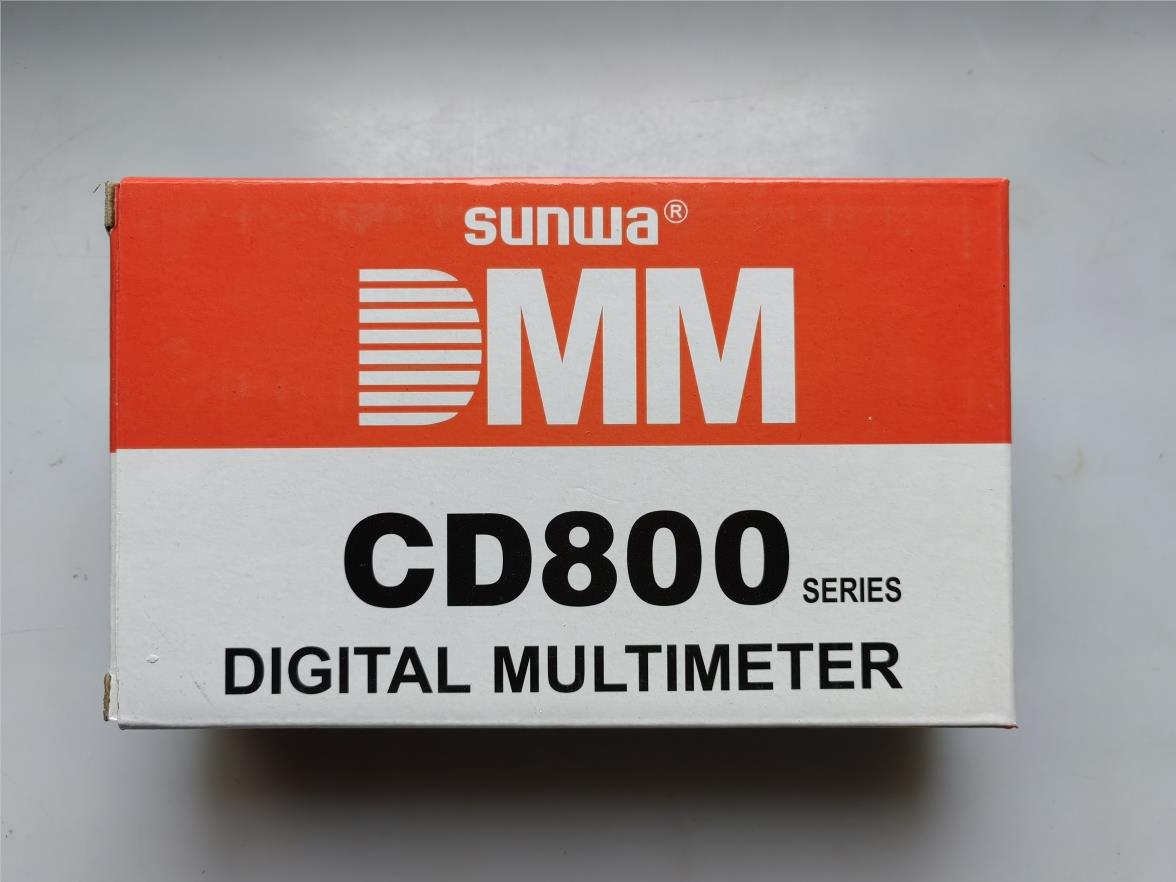 sunwa®
DMM
CD800 SERIES
DIGITAL MULTIMETER